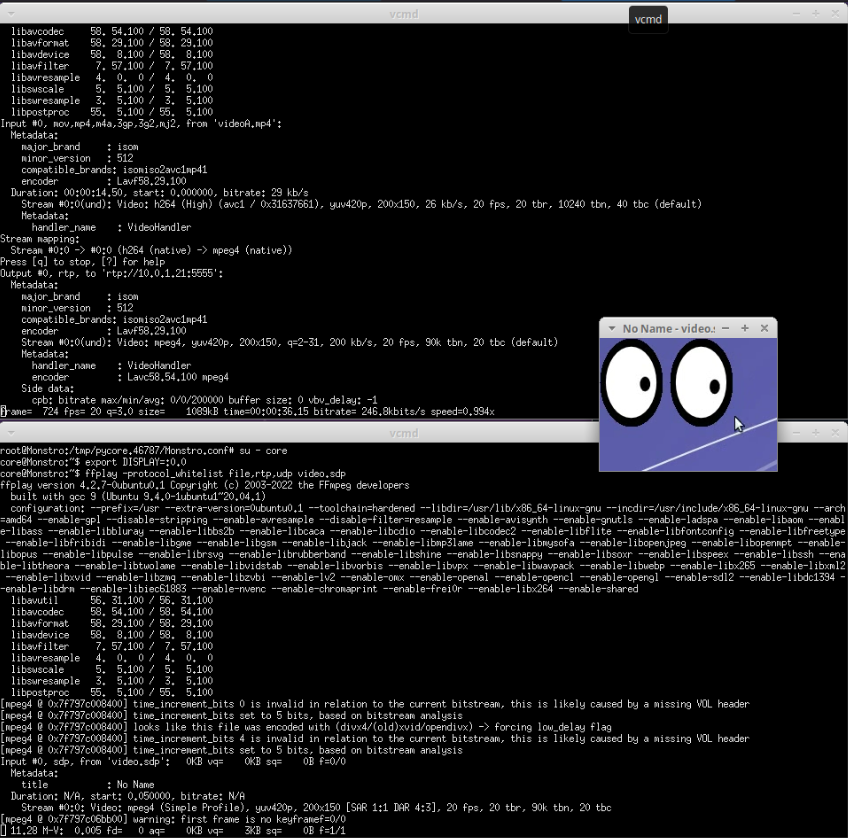 vcmd
vcmd
libavcodec     58. 54.100 / 58. 54.100
libavformat    58. 29.100 / 58. 29.100
libavdevice    58.  8.100 / 58.  8.100
libavfilter     7. 57.100 /  7. 57.100
libavresample   4.  0.  0 /  4.  0.  0
libswscale      5.  5.100 /  5.  5.100
libswresample   3.  5.100 /  3.  5.100
libpostproc    55.  5.100 / 55.  5.100
Input #0, mov,mp4,m4a,3gp,3g2,mj2, from 'videoA.mp4':
Metadata:
major_brand     : isom
minor_version   : 512
compatible_brands: isomiso2avc1mp41
encoder         : Lavf58.29.100
Duration: 00:00:14.50, start: 0.000000, bitrate: 29 kb/s
Stream #0:0(und): Video: h264 (High) (avc1 / 0x31637661), yuv420p, 200x150, 26 kb/s, 20 fps, 20 tbr, 10240 tbn, 40 tbc (default)
Metadata:
handler_name    : VideoHandler
Stream mapping:
Stream #0:0 -> #0:0 (h264 (native) -> mpeg4 (native))
Press [q] to stop, [?] for help
Output #0, rtp, to 'rtp://10.0.1.21:5555':
Metadata:
major_brand     : isom
minor_version   : 512
compatible_brands: isomiso2avc1mp41
encoder         : Lavf58.29.100
Stream #0:0(und): Video: mpeg4, yuv420p, 200x150, q=2-31, 200 kb/s, 20 fps, 90k tbn, 20 tbc (default)
Metadata:
handler_name    : VideoHandler
encoder         : Lavc58.54.100 mpeg4
Side data:
cpb: bitrate max/min/avg: 0/0/200000 buffer size: 0 vbv_delay: -1
frame=  724 fps= 20 q=3.0 size=    1089kB time=00:00:36.15 bitrate= 246.8kbits/s speed=0.994x
No Name - video.s
vcmd
root@Monstro:/tmp/pycore.46787/Monstro.conf# su - core
core@Monstro:~$ export DISPLAY=:0.0
core@Monstro:~$ ffplay -protocol_whitelist file,rtp,udp video.sdp
ffplay version 4.2.7-0ubuntu0.1 Copyright (c) 2003-2022 the FFmpeg developers
built with gcc 9 (Ubuntu 9.4.0-1ubuntu1~20.04.1)
configuration: --prefix=/usr --extra-version=0ubuntu0.1 --toolchain=hardened --libdir=/usr/lib/x86_64-linux-gnu --incdir=/usr/include/x86_64-linux-gnu --arch
=amd64 --enable-gpl --disable-stripping --enable-avresample --disable-filter=resample --enable-avisynth --enable-gnutls --enable-ladspa --enable-libaom --enabl
e-libass --enable-libbluray --enable-libbs2b --enable-libcaca --enable-libcdio --enable-libcodec2 --enable-libflite --enable-libfontconfig --enable-libfreetype
--enable-libfribidi --enable-libgme --enable-libgsm --enable-libjack --enable-libmp3lame --enable-libmysofa --enable-libopenjpeg --enable-libopenmpt --enable-
libopus --enable-libpulse --enable-librsvg --enable-librubberband --enable-libshine --enable-libsnappy --enable-libsoxr --enable-libspeex --enable-libssh --ena
ble-libtheora --enable-libtwolame --enable-libvidstab --enable-libvorbis --enable-libvpx --enable-libwavpack --enable-libwebp --enable-libx265 --enable-libxml2
--enable-libxvid --enable-libzmq --enable-libzvbi --enable-lv2 --enable-omx --enable-openal --enable-opencl --enable-opengl --enable-sdl2 --enable-libdc1394 -
-enable-libdrm --enable-libiec61883 --enable-nvenc --enable-chromaprint --enable-frei0r --enable-libx264 --enable-shared
libavutil      56. 31.100 / 56. 31.100
libavcodec     58. 54.100 / 58. 54.100
libavformat    58. 29.100 / 58. 29.100
libavdevice    58.  8.100 / 58.  8.100
libavfilter     7. 57.100 /  7. 57.100
libavresample   4.  0.  0 /  4.  0.  0
libswscale      5.  5.100 /  5.  5.100
libswresample   3.  5.100 /  3.  5.100
libpostproc    55.  5.100 / 55.  5.100
[mpeg4 @ 0x7f797c008400] time_increment_bits 0 is invalid in relation to the current bitstream, this is likely caused by a missing VOL header
[mpeg4 @ 0x7f797c008400] time_increment_bits set to 5 bits, based on bitstream analysis
[mpeg4 @ 0x7f797c008400] looks like this file was encoded with (divx4/(old)xvid/opendivx) -> forcing low_delay flag
[mpeg4 @ 0x7f797c008400] time_increment_bits 4 is invalid in relation to the current bitstream, this is likely caused by a missing VOL header
[mpeg4 @ 0x7f797c008400] time_increment_bits set to 5 bits, based on bitstream analysis
Input #0, sdp, from 'video.sdp':   0KB vq=    0KB sq=    0B f=0/0
Metadata:
title           : No Name
Duration: N/A, start: 0.050000, bitrate: N/A
Stream #0:0: Video: mpeg4 (Simple Profile), yuv420p, 200x150 [SAR 1:1 DAR 4:3], 20 fps, 20 tbr, 90k tbn, 20 tbc
[mpeg4 @ 0x7f797c06bb00] warning: first frame is no keyframef=0/0
11.28 M-V:  0.005 fd=   0 aq=    0KB vq=    3KB sq=    0B f=1/1